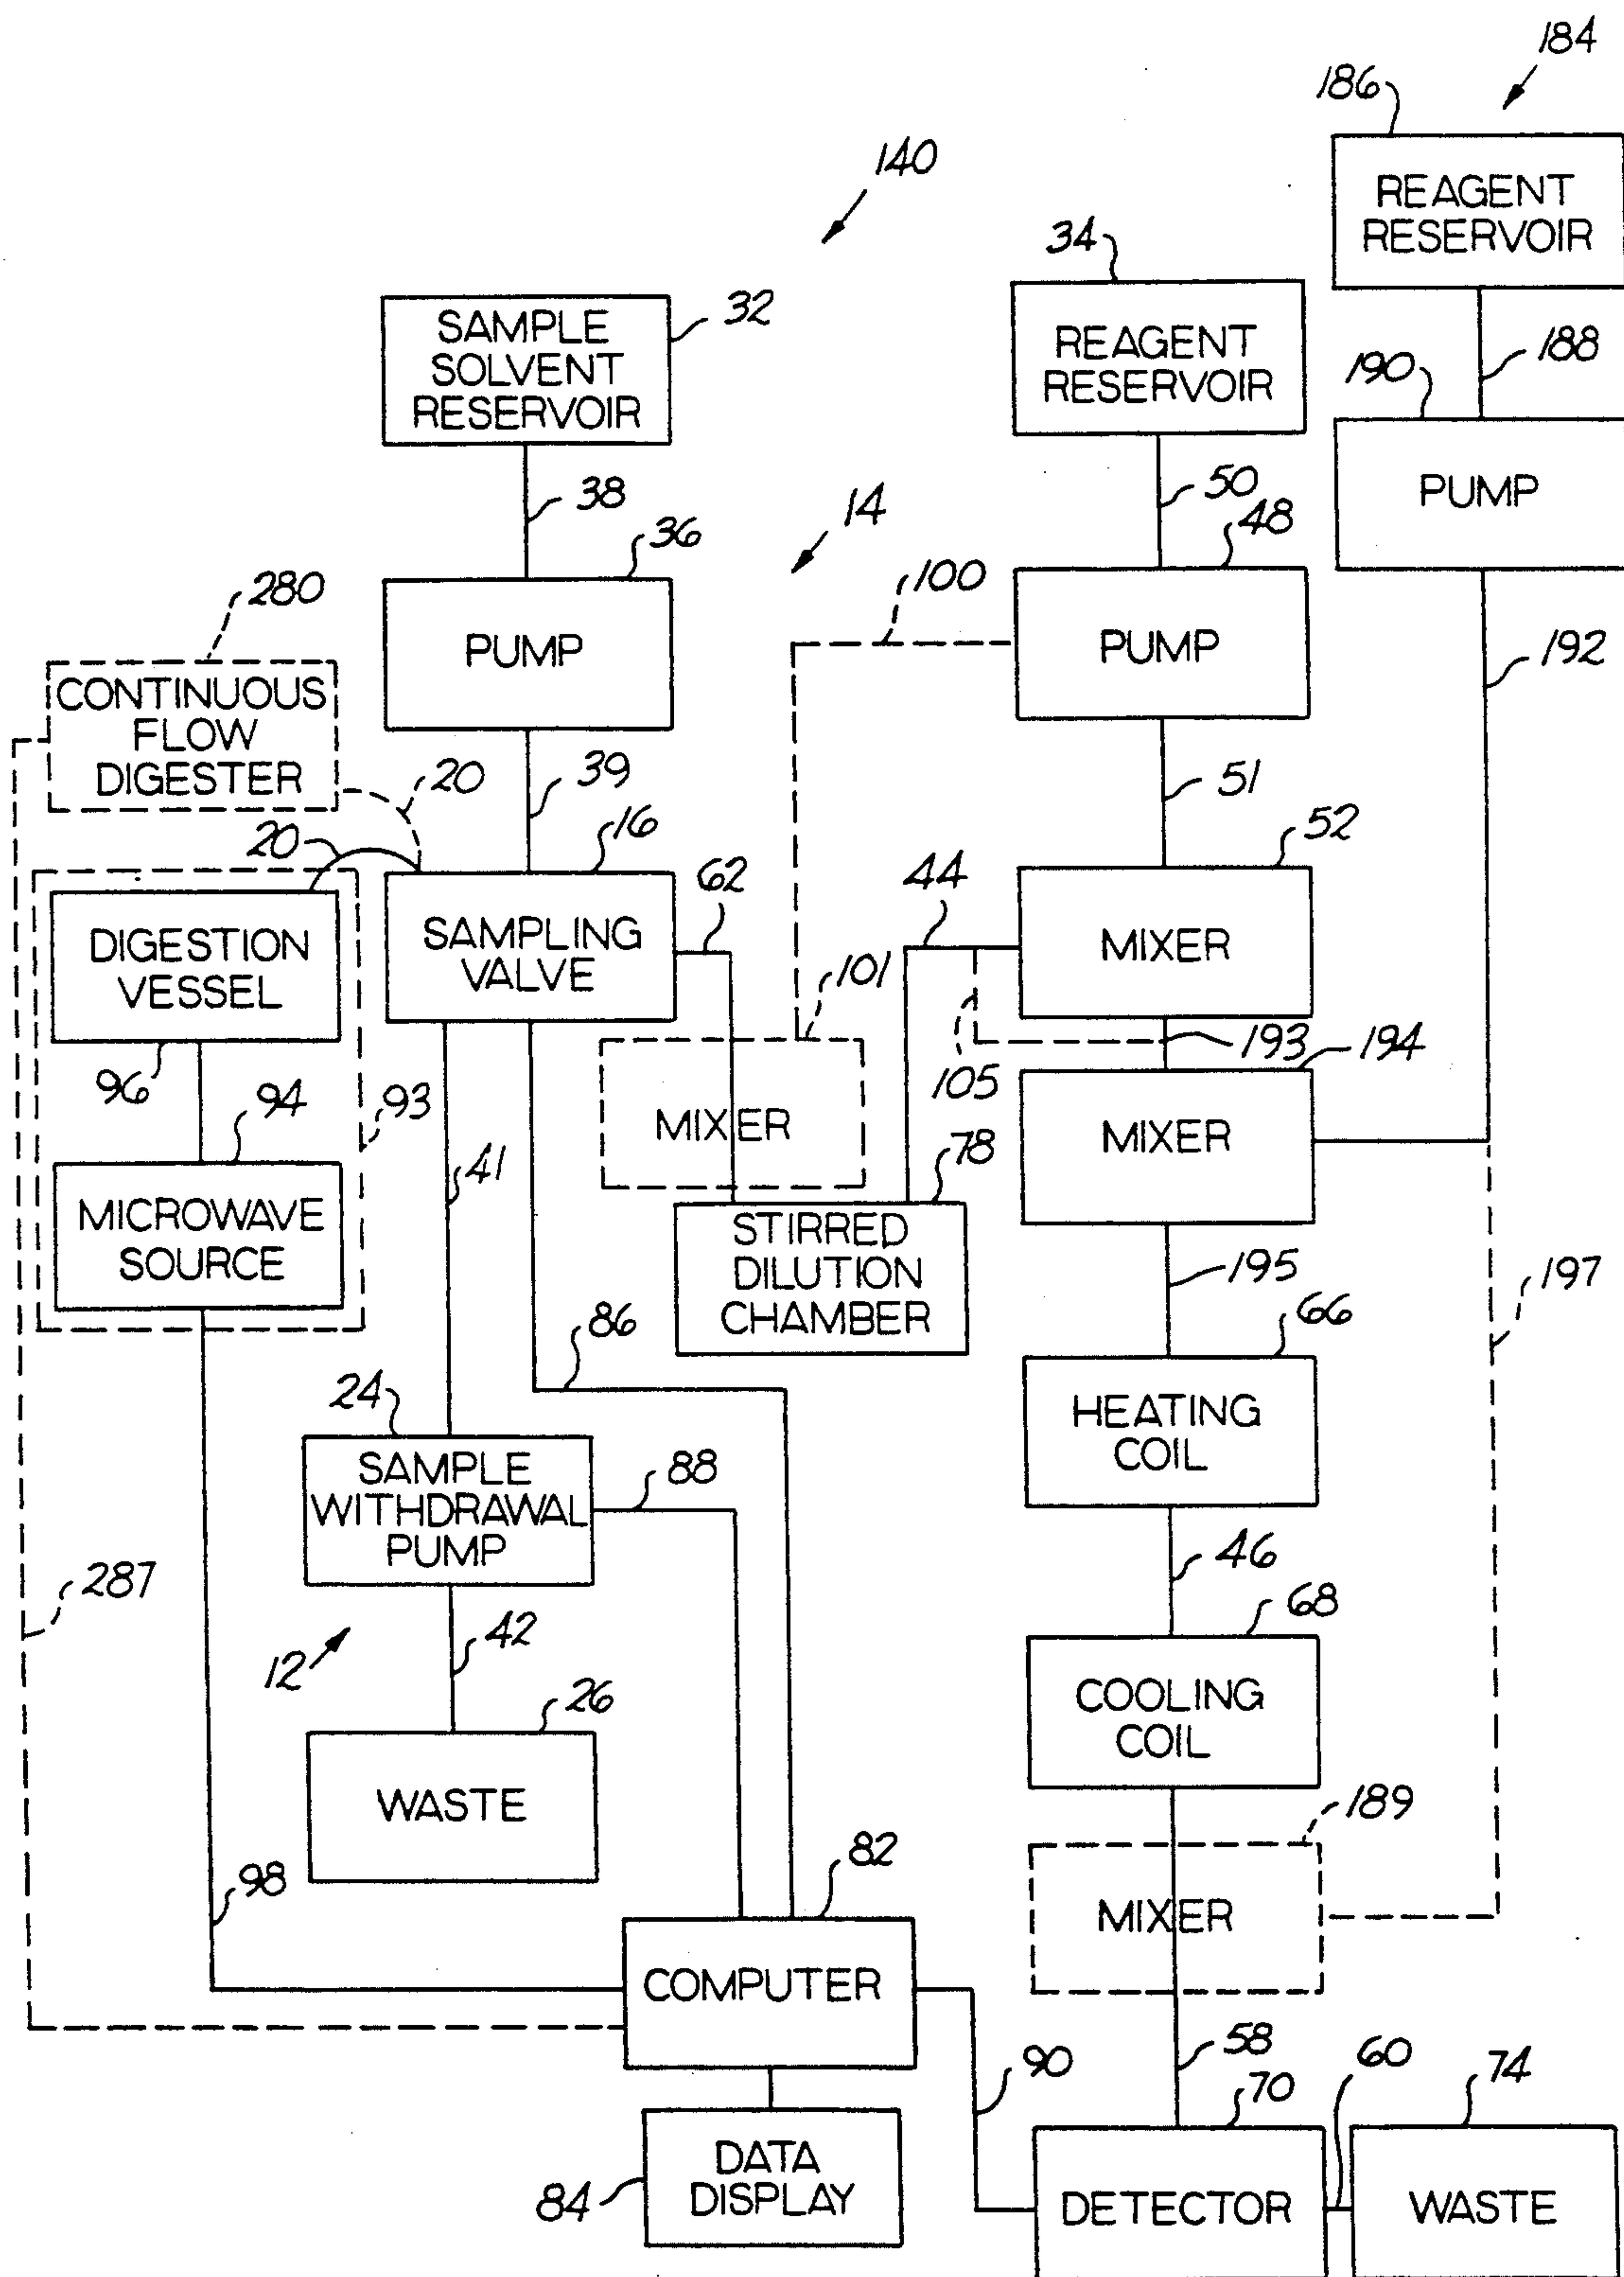 184
186
REAGENT
RESERVOIR
140
34
188
32
SAMPLE
SOLVENT
RESERVOIR
REAGENT
RESERVOIR
190
PUMP
38
50
14
48
36
100
280
PUMP
PUMP
192
CONTINUOUS
FLOW
DIGESTER
20
39
51
20
16
52
62
44
DIGESTION
VESSEL
SAMPLING
VALVE
MIXER
101
193
194
96
105
94
93
MIXER
MIXER
78
41
MICROWAVE
SOURCE
STIRRED
DILUTION
CHAMBER
195
197
86
66
24
HEATING
COIL
SAMPLE
WITHDRAWAL
PUMP
88
46
287
68
42
12
26
COOLING
COIL
WASTE
189
82
98
MIXER
COMPUTER
58
60
74
90
70
DATA
DISPLAY
84
DETECTOR
WASTE